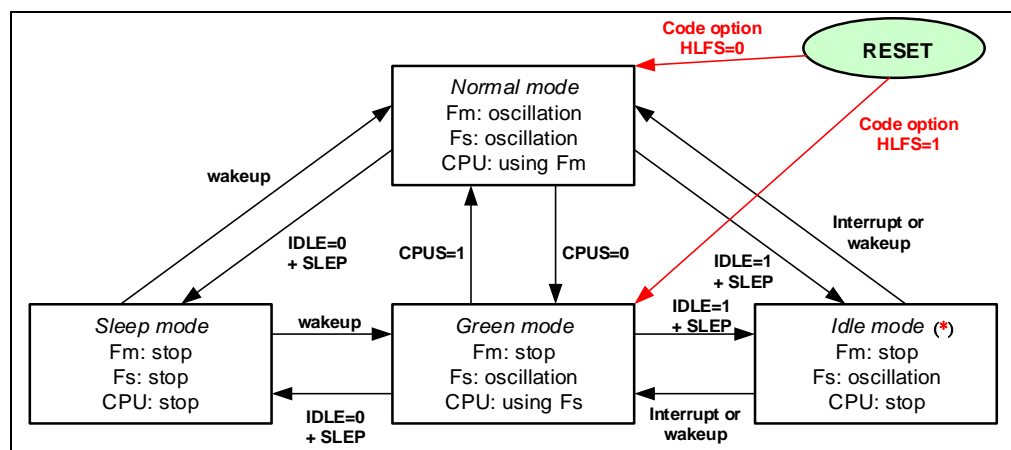 Code option
HLFS=0
RESET
Normal mode
Fm: oscillation
Fs: oscillation
CPU: using Fm
Code option
HLFS=1
wakeup
IDLE=0
+ SLEP
CPUS=1
CPUS=0
Interrupt or
wakeup
IDLE=1
+ SLEP
Sleep mode
Fm: stop
Fs: stop
CPU: stop
wakeup
IDLE=0
+ SLEP
Green mode
Fm: stop
Fs: oscillation
CPU: using Fs
IDLE=1
+ SLEP
Interrupt or
wakeup
Idle mode (*)
Fm: stop
Fs: oscillation
CPU: stop